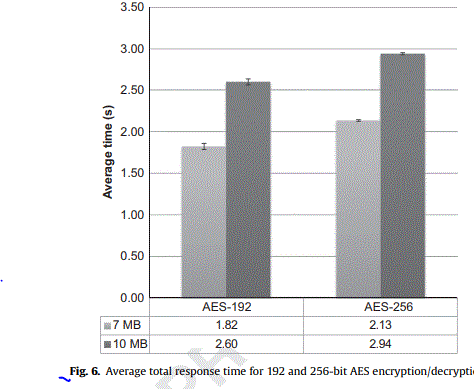 3.50
3.00
2.50
2.00
1.50
1.00
0.50
0.00
Average time (s)
AES-192 AES-256
7 MB 1.82 2.13
10 MB 2.60 2.94
Fig. 6. Average total response time for 192 and 256-bit AES encryption/decryptio